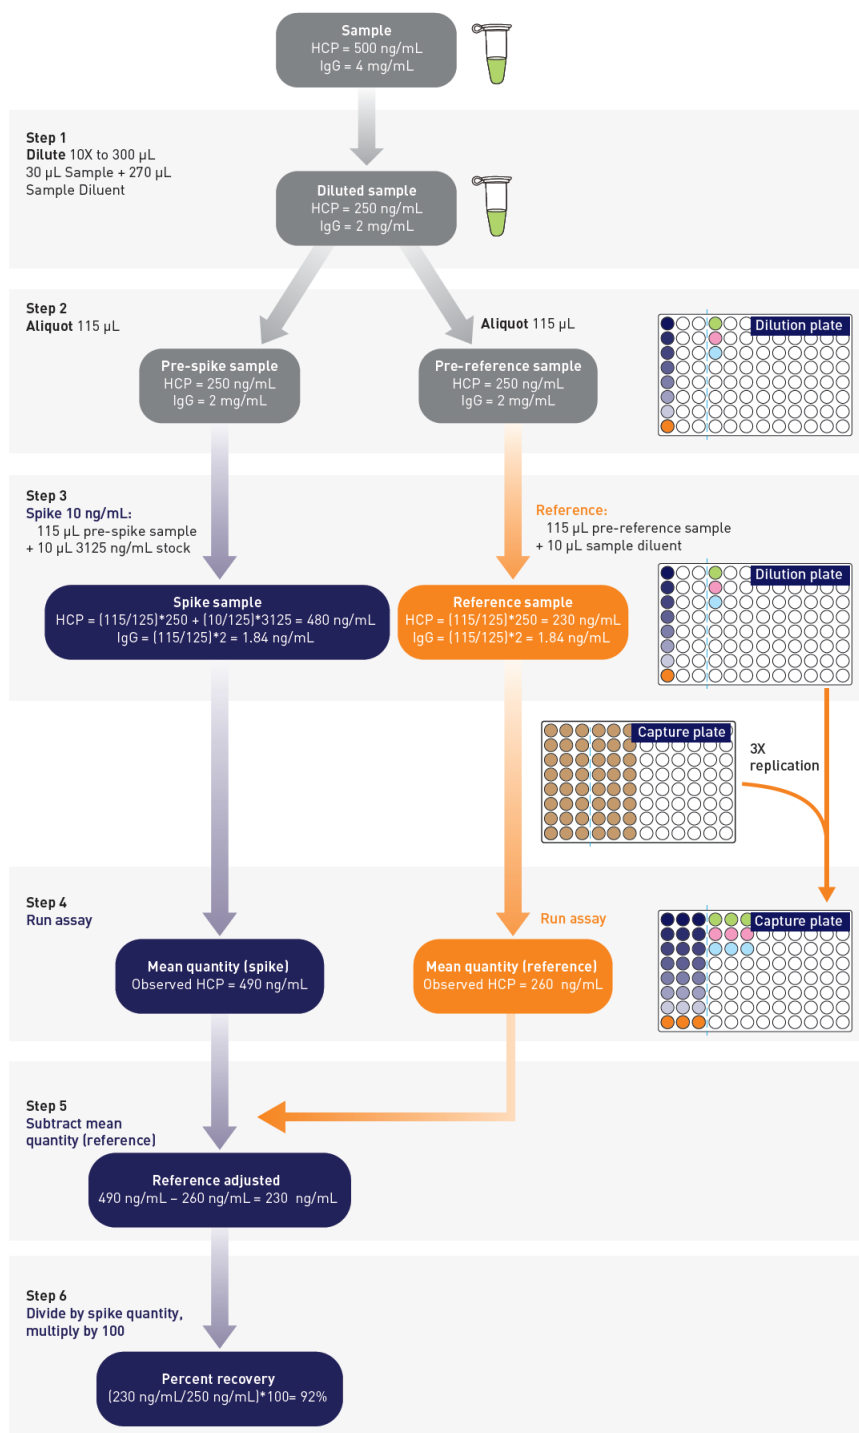 Sample
HCP = 500 ng/mL
IgG = 4 mg/mL
Step 1
Dilute 10X to 300 µL
30 µL Sample + 270 µL
Sample Diluent
Diluted sample
HCP = 250 ng/mL
IgG = 2 mg/mL
Step 2
Aliquot 115 µL
Aliquot 115 µL
Dilution plate
Pre-spike sample
HCP = 250 ng/mL
IgG = 2 mg/mL
Pre-reference sample
HCP = 250 ng/mL
IgG = 2 mg/mL
Step 3
Spike 10 ng/mL:
115 µL pre-spike sample
+ 10 µL 3125 ng/mL stock
Reference:
115 µL pre-reference sample
+ 10 µL sample diluent
Dilution plate
Spike sample
HCP = (115/125)*250 + (10/125)*3125 = 480 ng/mL
IgG = (115/125)*2 = 1.84 ng/mL
Reference sample
HCP = (115/125)*250 = 230 ng/mL
IgG = (115/125)*2 = 1.84 ng/mL
Capture plate
3X
replication
Step 4
Run assay
Run assay
Capture plate
Mean quantity (spike)
Observed HCP = 490 ng/mL
Mean quantity (reference)
Observed HCP = 260 ng/mL
Step 5
Subtract mean
quantity (reference)
Reference adjusted
490 ng/mL – 260 ng/mL = 230 ng/mL
Step 6
Divide by spike quantity,
multiply by 100
Percent recovery
(230 ng/mL/250 ng/mL)*100= 92%